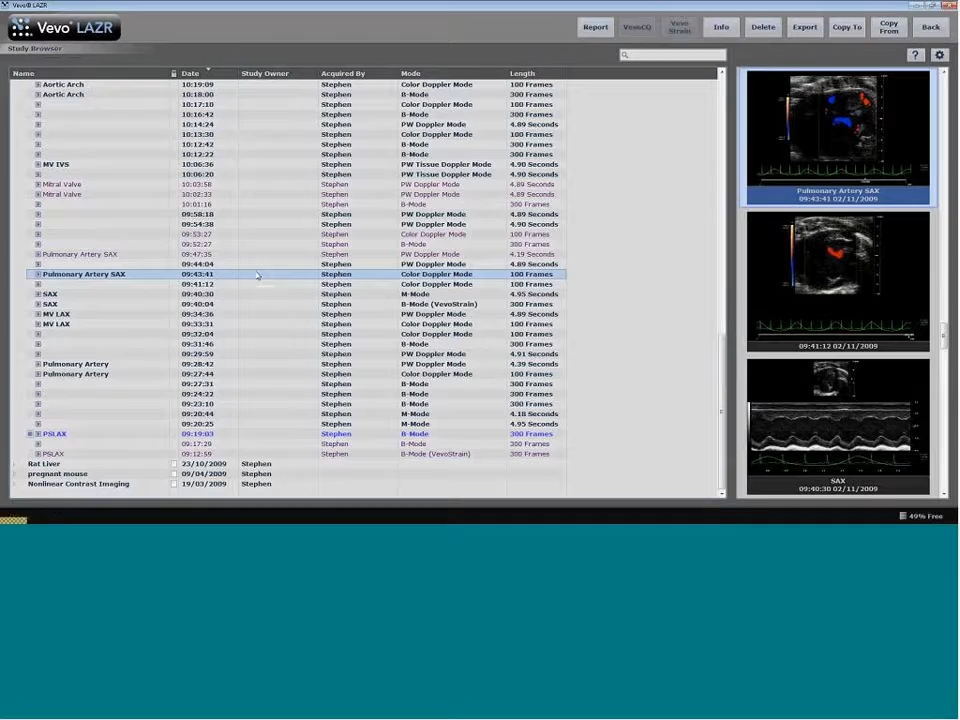 Vevo® LAZR
Vevo® LAZR
Report VevoCQ Vevo Strain Info Delete Export Copy To Copy From Back
Study Browser
?
Name Date Study Owner Acquired By Mode Length
Aortic Arch 10:19:09 Stephen Color Doppler Mode 100 Frames
Aortic Arch 10:18:00 Stephen B-Mode 300 Frames
10:17:10 Stephen Color Doppler Mode 100 Frames
10:16:42 Stephen B-Mode 300 Frames
10:14:24 Stephen PW Doppler Mode 4.89 Seconds
10:13:30 Stephen Color Doppler Mode 100 Frames
10:12:42 Stephen B-Mode 300 Frames
10:12:22 Stephen B-Mode 300 Frames
MV IVS 10:06:36 Stephen PW Tissue Doppler Mode 4.90 Seconds
10:06:20 Stephen PW Tissue Doppler Mode 4.90 Seconds
Mitral Valve 10:03:58 Stephen PW Doppler Mode 4.89 Seconds
Mitral Valve 10:02:33 Stephen PW Doppler Mode 4.89 Seconds
10:01:16 Stephen B-Mode 300 Frames
09:58:18 Stephen PW Doppler Mode 4.89 Seconds
09:54:38 Stephen PW Doppler Mode 4.90 Seconds
09:53:27 Stephen Color Doppler Mode 100 Frames
09:52:27 Stephen B-Mode 300 Frames
Pulmonary Artery SAX 09:47:35 Stephen PW Doppler Mode 4.19 Seconds
09:44:04 Stephen PW Doppler Mode 4.89 Seconds
Pulmonary Artery SAX 09:43:41 Stephen Color Doppler Mode 100 Frames
09:41:12 Stephen Color Doppler Mode 100 Frames
SAX 09:40:30 Stephen M-Mode 4.95 Seconds
SAX 09:40:04 Stephen B-Mode (VevoStrain) 300 Frames
MV LAX 09:34:36 Stephen PW Doppler Mode 4.89 Seconds
MV LAX 09:33:31 Stephen Color Doppler Mode 100 Frames
09:32:04 Stephen Color Doppler Mode 100 Frames
09:31:46 Stephen B-Mode 300 Frames
09:29:59 Stephen PW Doppler Mode 4.91 Seconds
Pulmonary Artery 09:28:42 Stephen PW Doppler Mode 4.39 Seconds
Pulmonary Artery 09:27:44 Stephen Color Doppler Mode 100 Frames
09:27:31 Stephen B-Mode 300 Frames
09:24:22 Stephen B-Mode 300 Frames
09:23:10 Stephen B-Mode 300 Frames
09:20:44 Stephen M-Mode 4.18 Seconds
09:20:25 Stephen M-Mode 4.95 Seconds
PSLAX 09:19:03 Stephen B-Mode 300 Frames
09:17:29 Stephen B-Mode 300 Frames
PSLAX 09:12:59 Stephen B-Mode (VevoStrain) 300 Frames
Rat Liver 23/10/2009 Stephen
pregnant mouse 09/04/2009 Stephen
Nonlinear Contrast Imaging 19/03/2009 Stephen
Pulmonary Artery SAX
09:43:41 02/11/2009
09:41:12 02/11/2009
SAX
09:40:30 02/11/2009
49% Free